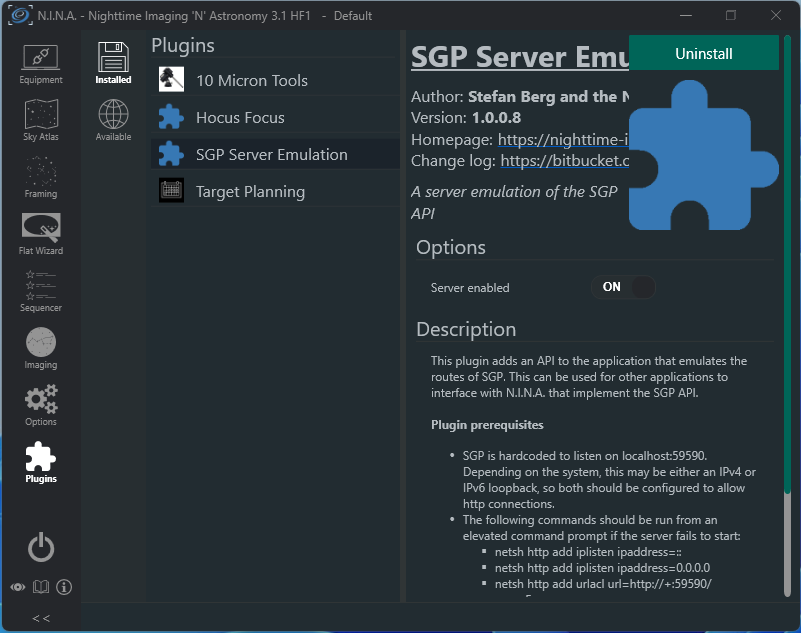 N.I.N.A. - Nighttime Imaging 'N' Astronomy 3.1 HF1 - Default
Equipment
Sky Atlas
Framing
Flat Wizard
Sequencer
Imaging
Options
Plugins
<<
Installed
Available
Plugins
10 Micron Tools
Hocus Focus
SGP Server Emulation
Target Planning
SGP Server Emu
Uninstall
Author: Stefan Berg and the N
Version: 1.0.0.8
Homepage: https://nighttime-i
Change log: https://bitbucket.o
A server emulation of the SGP
API
Options
Server enabled
ON
Description
This plugin adds an API to the application that emulates the
routes of SGP. This can be used for other applications to
interface with N.I.N.A. that implement the SGP API.
Plugin prerequisites
• SGP is hardcoded to listen on localhost:59590.
Depending on the system, this may be either an IPv4 or
IPv6 loopback, so both should be configured to allow
http connections.
• The following commands should be run from an
elevated command prompt if the server fails to start:
▪ netsh http add iplisten ipaddress=::
▪ netsh http add iplisten ipaddress=0.0.0.0
▪ netsh http add urlacl url=http://+:59590/